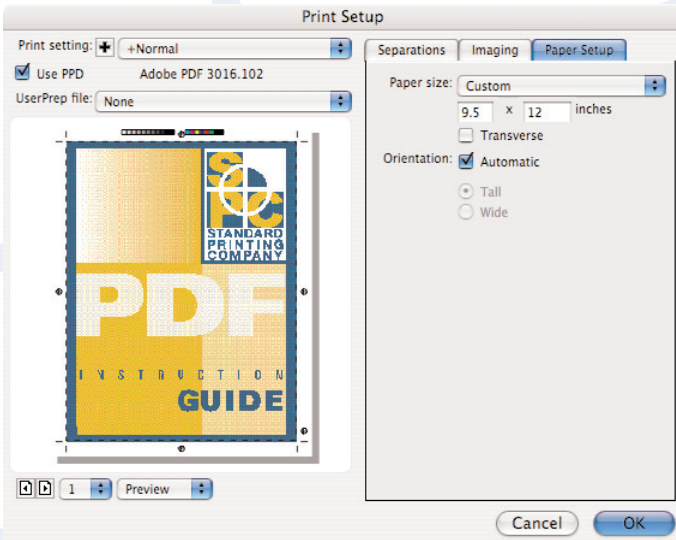 Print Setup
Print setting: +Normal
Use PPD Adobe PDF 3016.102
UserPrep file: None
S
PC
STANDARD
PRINTING
COMPANY
PDF
INSTRUCTION
GUIDE
1 Preview
Separations Imaging Paper Setup
Paper size: Custom
9.5 x 12 inches
Transverse
Orientation: Automatic
Tall
Wide
Cancel OK